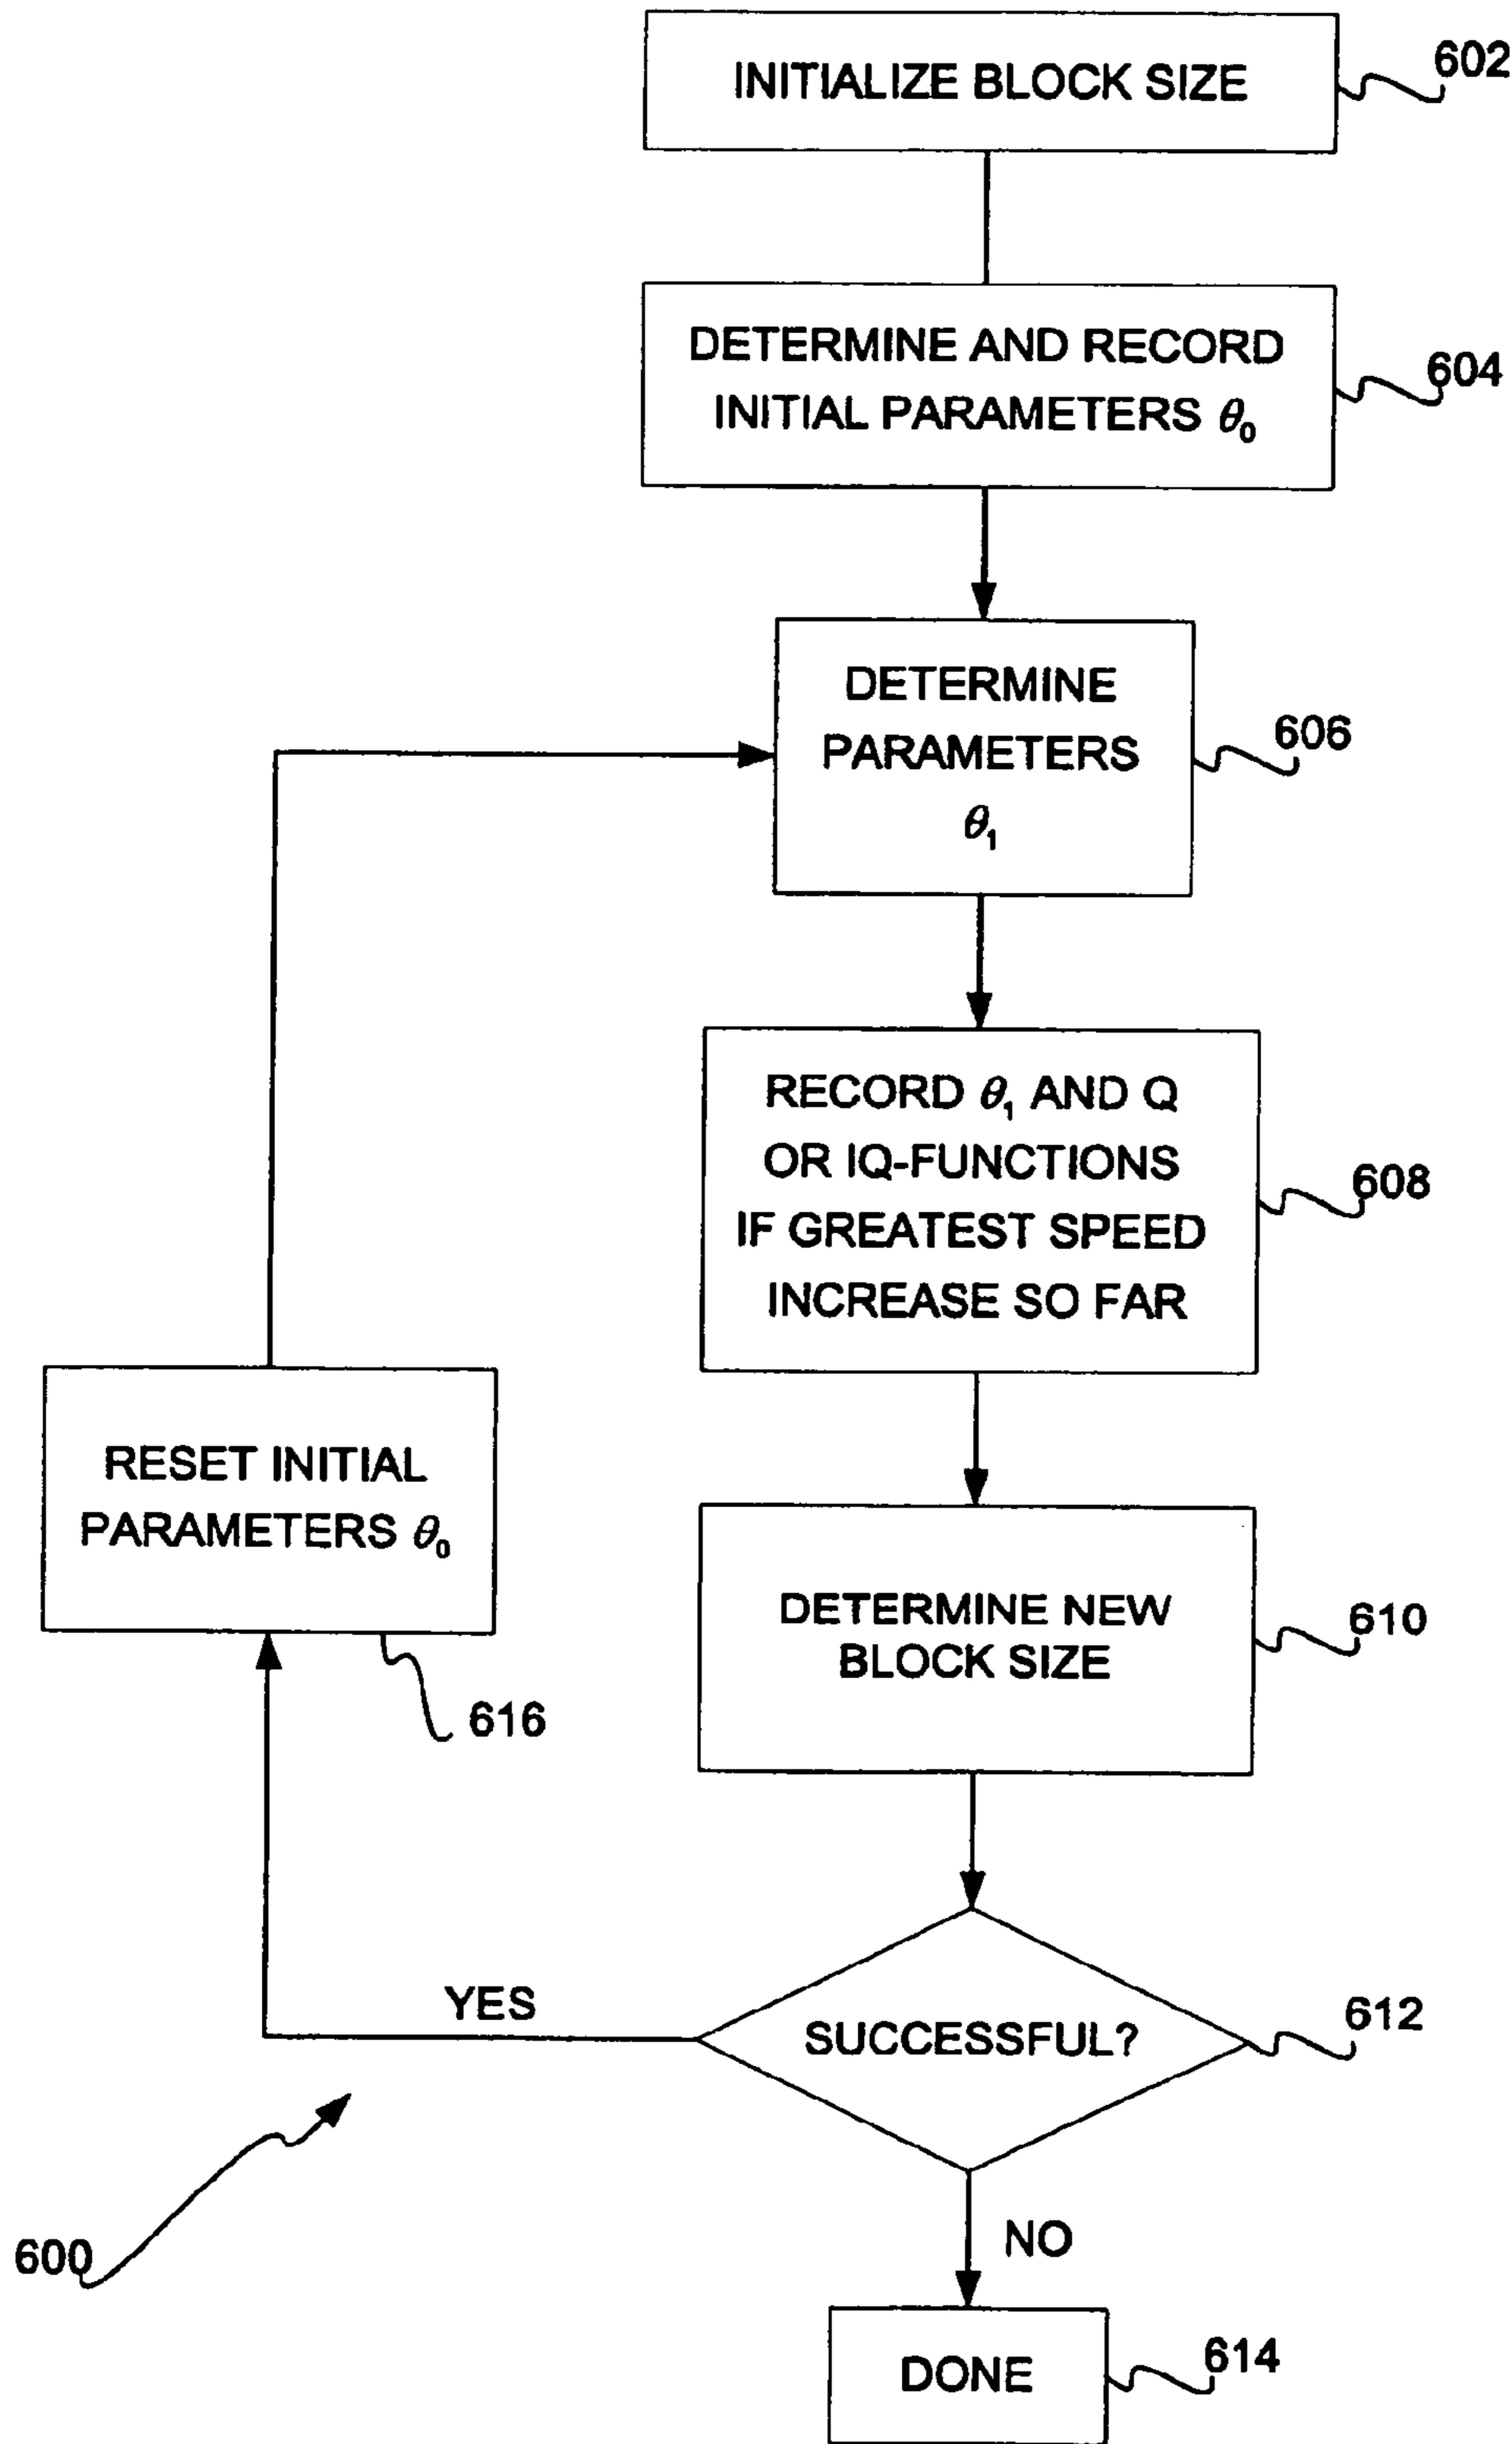 INITIALIZE BLOCK SIZE
602
DETERMINE AND RECORD
INITIAL PARAMETERS θ₀
604
DETERMINE
PARAMETERS
θ₁
606
RECORD θ₁ AND Q
OR IQ-FUNCTIONS
IF GREATEST SPEED
INCREASE SO FAR
608
RESET INITIAL
PARAMETERS θ₀
616
DETERMINE NEW
BLOCK SIZE
610
YES
SUCCESSFUL?
612
600
NO
DONE
614